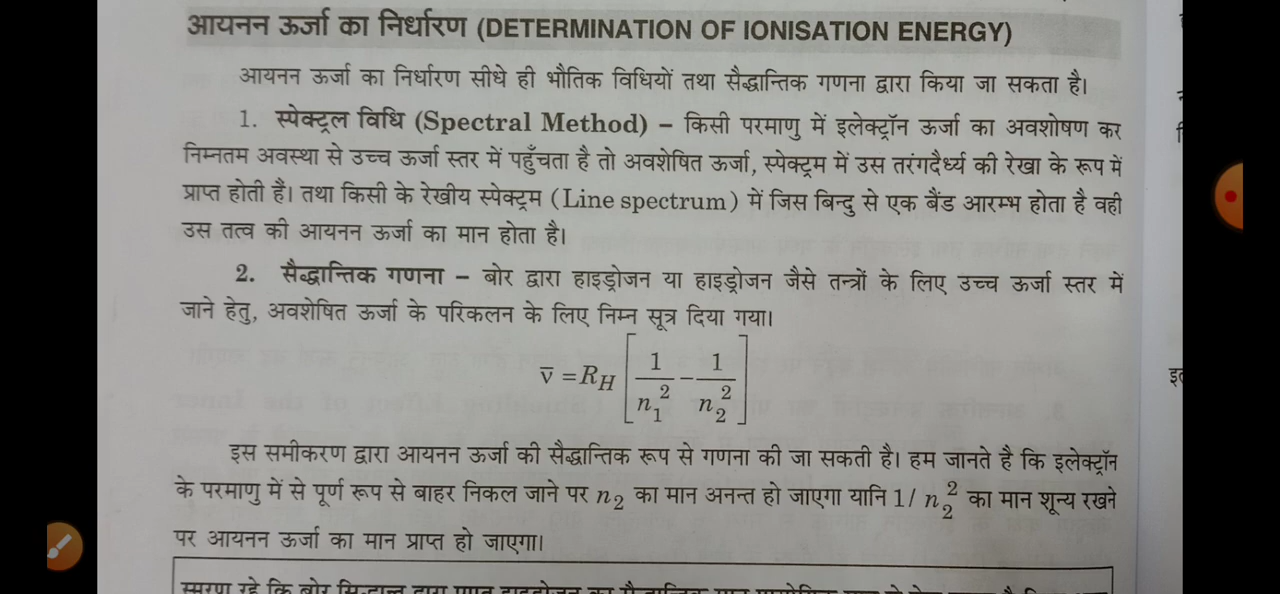 आयनन ऊर्जा का निर्धारण (DETERMINATION OF IONISATION ENERGY)
आयनन ऊर्जा का निर्धारण सीधे ही भौतिक विधियों तथा सैद्धान्तिक गणना द्वारा किया जा सकता है।
1. स्पेक्ट्रल विधि (Spectral Method) – किसी परमाणु में इलेक्ट्रॉन ऊर्जा का अवशोषण कर
निम्नतम अवस्था से उच्च ऊर्जा स्तर में पहुँचता है तो अवशेषित ऊर्जा, स्पेक्ट्रम में उस तरंगदैर्ध्य की रेखा के रूप में
प्राप्त होती हैं। तथा किसी के रेखीय स्पेक्ट्रम (Line spectrum) में जिस बिन्दु से एक बैंड आरम्भ होता है वही
उस तत्व की आयनन ऊर्जा का मान होता है।
2. सैद्धान्तिक गणना – बोर द्वारा हाइड्रोजन या हाइड्रोजन जैसे तन्त्रों के लिए उच्च ऊर्जा स्तर में
जाने हेतु, अवशेषित ऊर्जा के परिकलन के लिए निम्न सूत्र दिया गया।
ν̅ = R_H [1/n₁² − 1/n₂²]
इस समीकरण द्वारा आयनन ऊर्जा की सैद्धान्तिक रूप से गणना की जा सकती है। हम जानते है कि इलेक्ट्रॉन
के परमाणु में से पूर्ण रूप से बाहर निकल जाने पर n₂ का मान अनन्त हो जाएगा यानि 1/ n₂² का मान शून्य रखने
पर आयनन ऊर्जा का मान प्राप्त हो जाएगा।
स्मरण रहे कि बोर